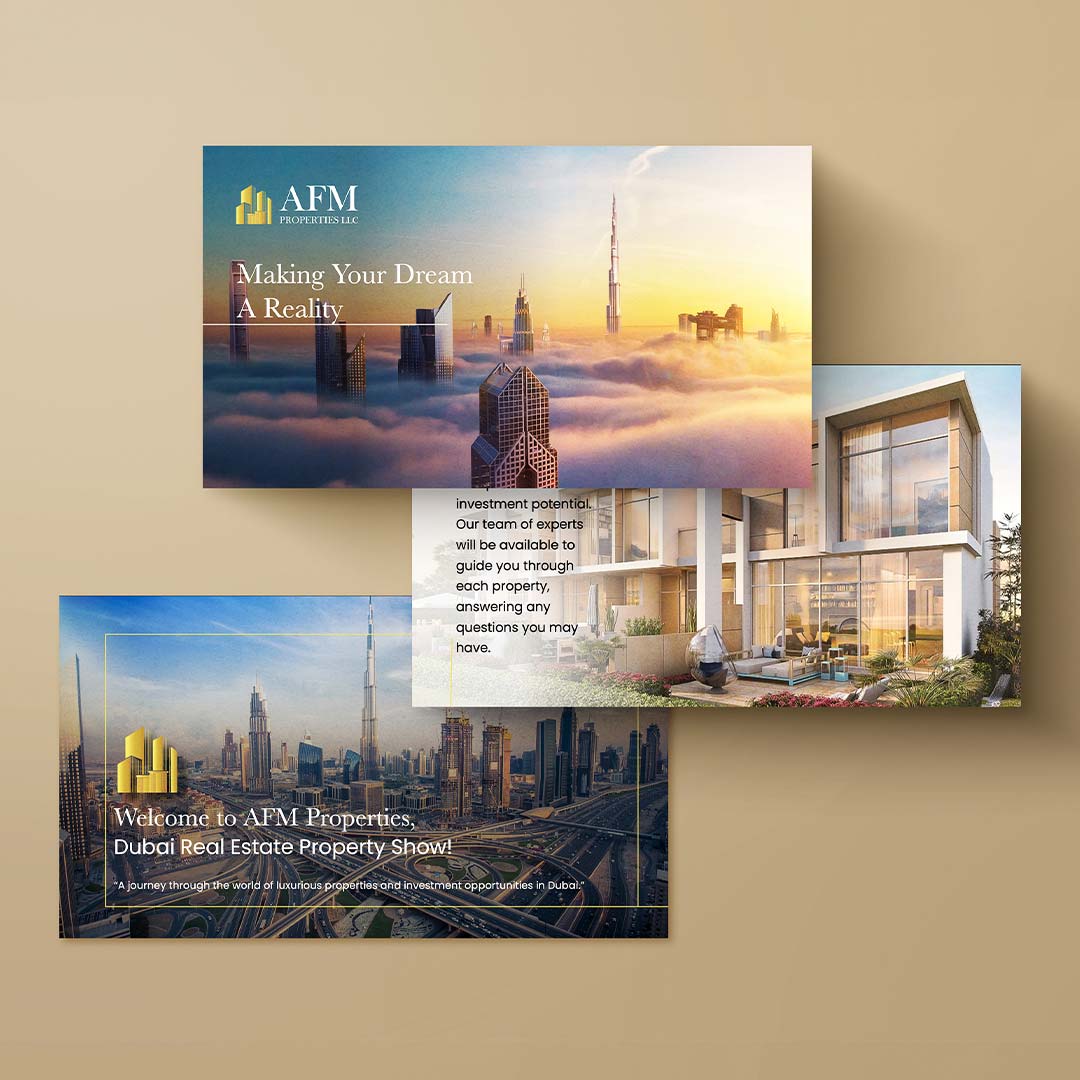 AFM
PROPERTIES LLC
Making Your Dream
A Reality
investment potential.
Our team of experts
will be available to
guide you through
each property,
answering any
questions you may
have.
Welcome to AFM Properties,
Dubai Real Estate Property Show!
“A journey through the world of luxurious properties and investment opportunities in Dubai.”